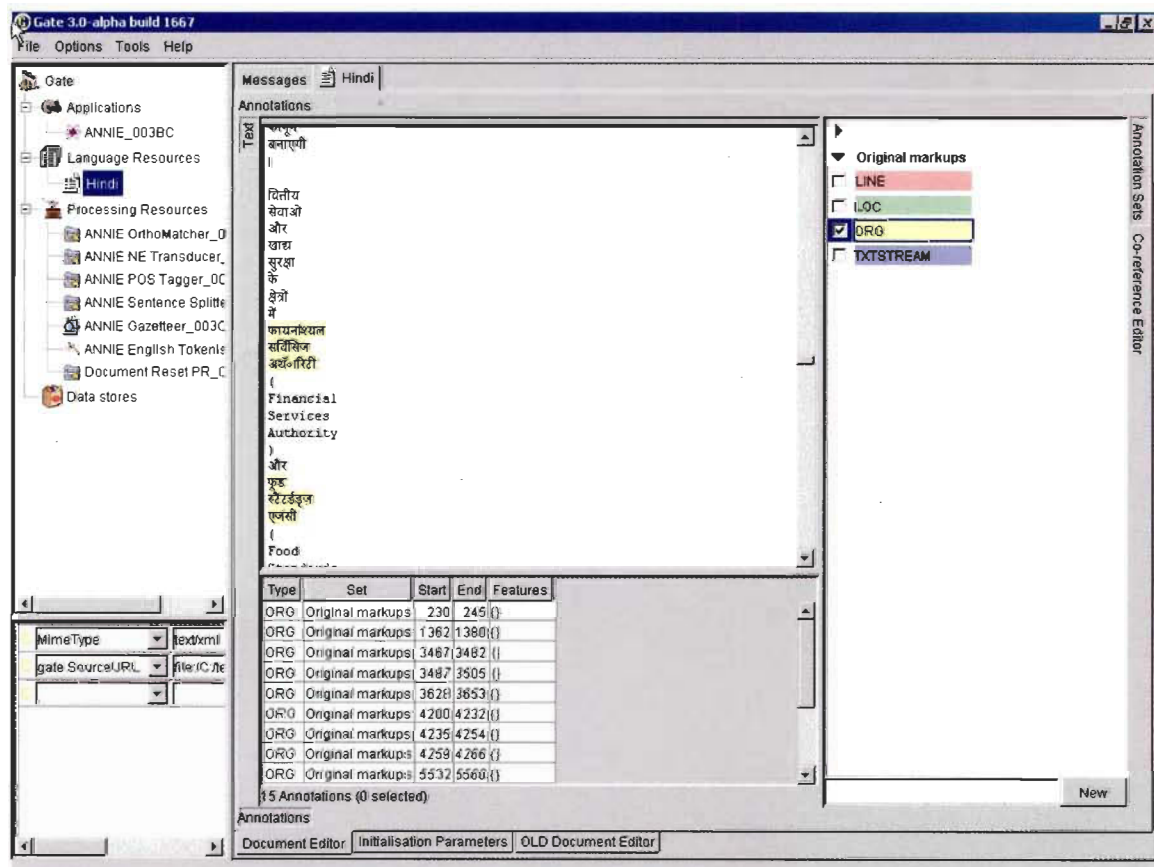 Gate 3.0-alpha build 1667
File Options Tools Help
Gate
Applications
ANNIE_003BC
Language Resources
Hindi
Processing Resources
ANNIE OrthoMatcher_0
ANNIE NE Transducer_
ANNIE POS Tagger_0C
ANNIE Sentence Splitte
ANNIE Gazetteer_003C
ANNIE English Tokenis
Document Reset PR_0
Data stores
MimeType text/xml
gate SourceURL file:/C:/te
Messages Hindi
Annotations
Text
बनाएगी
।
वित्तीय
सेवाओं
और
खाद्य
सुरक्षा
के
क्षेत्रों
में
फायनांश्यल
सर्विसिज
(
Financial
Services
Authority
)
और
फूड
एजंसी
(
Food
Type Set Start End Features
ORG Original markups 230 245 {}
ORG Original markups 1362 1380 {}
ORG Original markups 3467 3482 {}
ORG Original markups 3487 3505 {}
ORG Original markups 3628 3653 {}
ORG Original markups 4200 4232 {}
ORG Original markups 4235 4254 {}
ORG Original markups 4259 4266 {}
ORG Original markups 5532 5560 {}
15 Annotations (0 selected)
Annotations
Document Editor Initialisation Parameters OLD Document Editor
Original markups
LINE
LOC
ORG
TXTSTREAM
New
Annotation Sets Co-reference Editor